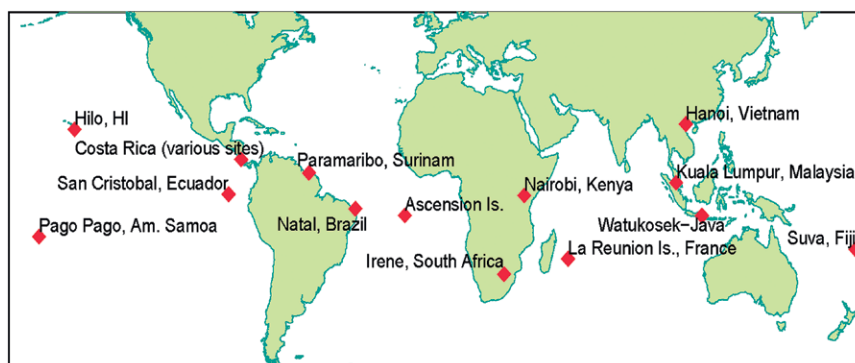 Hilo, HI
Hanoi, Vietnam
Costa Rica (various sites)
Paramaribo, Surinam
Kuala Lumpur, Malaysia
San Cristobal, Ecuador
Nairobi, Kenya
Ascension Is.
Pago Pago, Am. Samoa
Natal, Brazil
Watukosek-Java
Suva, Fiji
La Reunion Is., France
Irene, South Africa